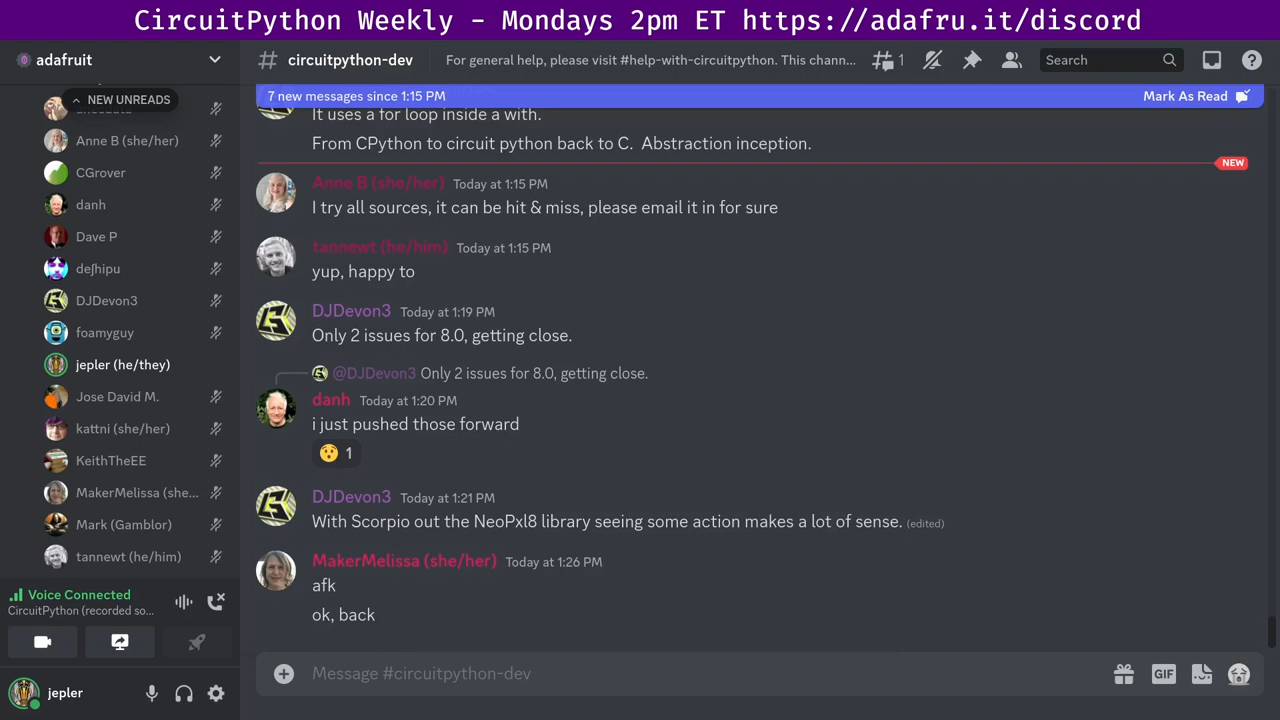 CircuitPython Weekly - Mondays 2pm ET https://adafru.it/discord
adafruit
NEW UNREADS
Anne B (she/her)
CGrover
danh
Dave P
deʃhipu
DJDevon3
foamyguy
jepler (he/they)
Jose David M.
kattni (she/her)
KeithTheEE
MakerMelissa (she...
Mark (Gamblor)
tannewt (he/him)
Voice Connected
CircuitPython (recorded so...
jepler
circuitpython-dev
For general help, please visit #help-with-circuitpython. This chann...
1
Search
7 new messages since 1:15 PM
Mark As Read
It uses a for loop inside a with.
From CPython to circuit python back to C. Abstraction inception.
NEW
Anne B (she/her) Today at 1:15 PM
I try all sources, it can be hit & miss, please email it in for sure
tannewt (he/him) Today at 1:15 PM
yup, happy to
DJDevon3 Today at 1:19 PM
Only 2 issues for 8.0, getting close.
@DJDevon3 Only 2 issues for 8.0, getting close.
danh Today at 1:20 PM
i just pushed those forward
1
DJDevon3 Today at 1:21 PM
With Scorpio out the NeoPxl8 library seeing some action makes a lot of sense. (edited)
MakerMelissa (she/her) Today at 1:26 PM
afk
ok, back
Message #circuitpython-dev
GIF